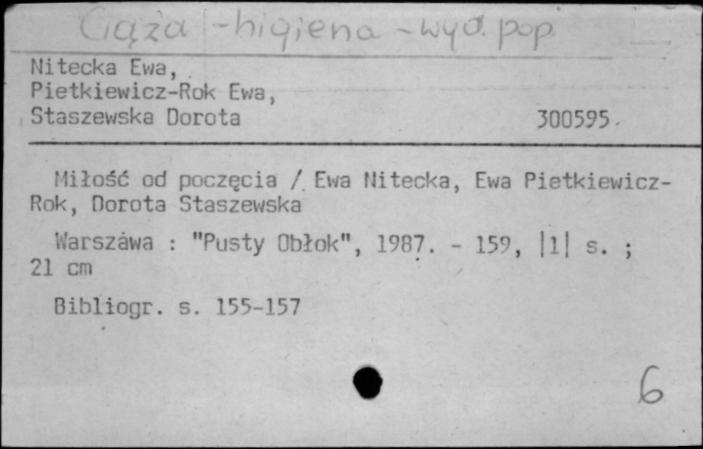 Ciąża - higiena - wyd. pop.
Nitecka Ewa,
Pietkiewicz-Rok Ewa,
Staszewska Dorota 300595.
Miłość od poczęcia / Ewa Nitecka, Ewa Pietkiewicz-
Rok, Dorota Staszewska
Warszawa : "Pusty Obłok", 1987. - 159, |1| s. ;
21 cm
Bibliogr. s. 155-157
6